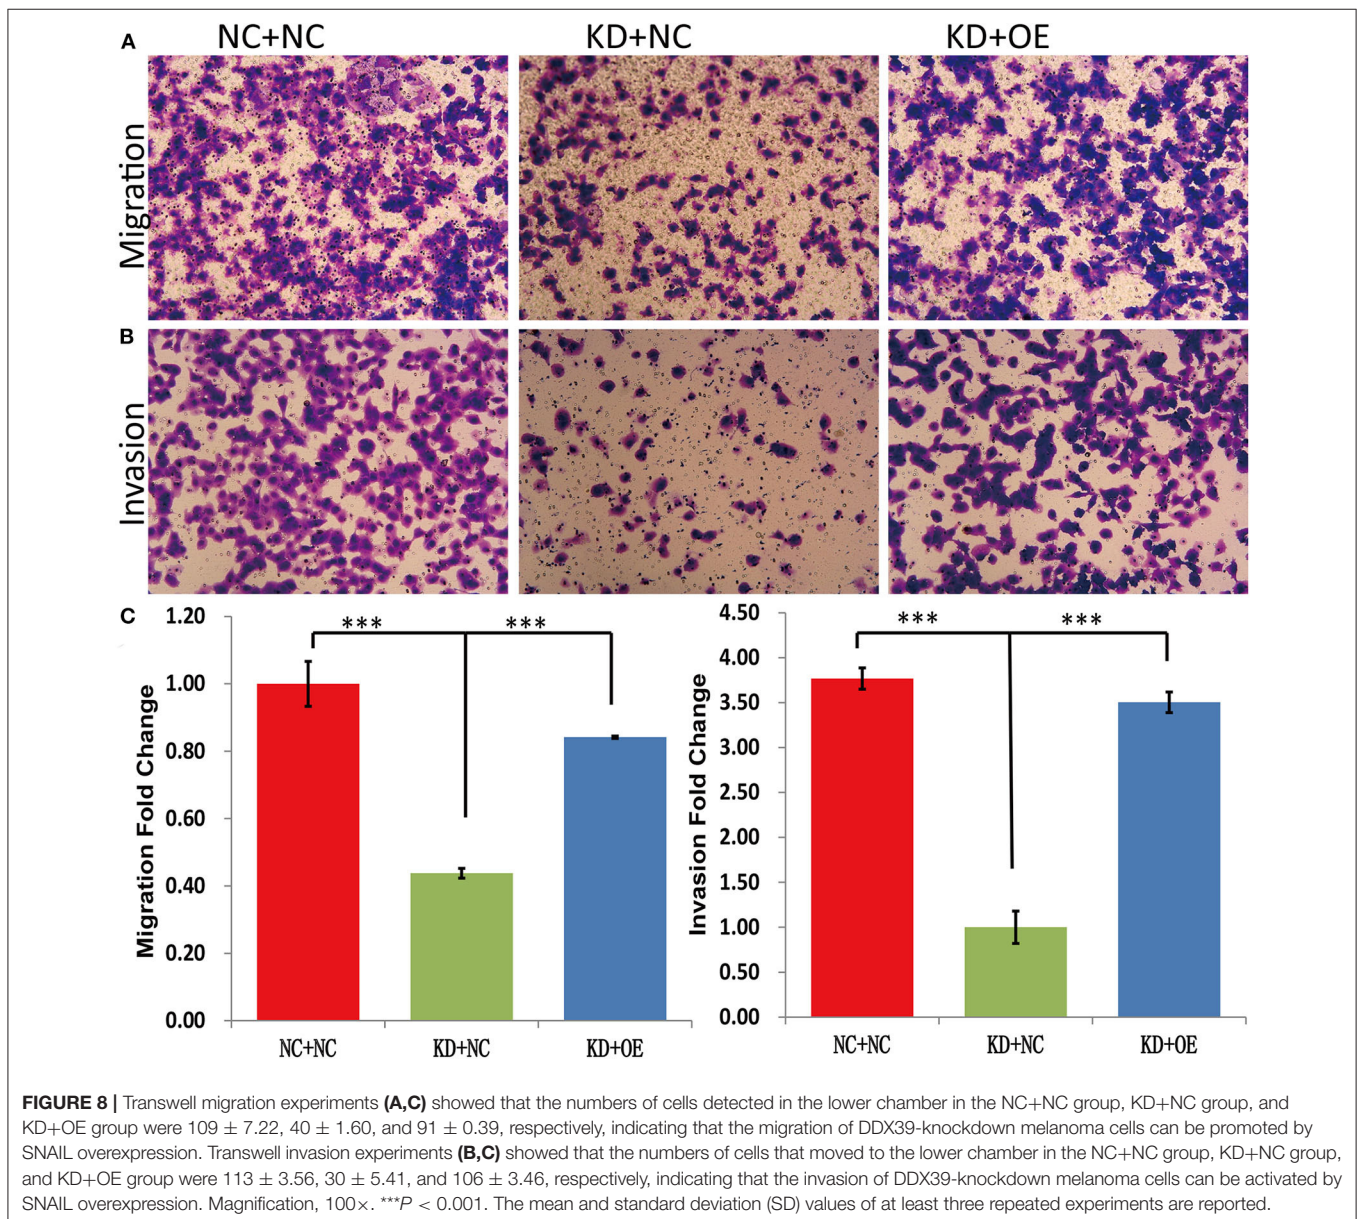 A NC+NC KD+NC KD+OE
Migration
B
Invasion
C
1.20
1.00
0.80
0.60
0.40
0.20
0.00
Migration Fold Change
*** ***
NC+NC KD+NC KD+OE
4.50
4.00
3.50
3.00
2.50
2.00
1.50
1.00
0.50
0.00
Invasion Fold Change
*** ***
NC+NC KD+NC KD+OE
FIGURE 8 | Transwell migration experiments (A,C) showed that the numbers of cells detected in the lower chamber in the NC+NC group, KD+NC group, and
KD+OE group were 109 ± 7.22, 40 ± 1.60, and 91 ± 0.39, respectively, indicating that the migration of DDX39-knockdown melanoma cells can be promoted by
SNAIL overexpression. Transwell invasion experiments (B,C) showed that the numbers of cells that moved to the lower chamber in the NC+NC group, KD+NC group,
and KD+OE group were 113 ± 3.56, 30 ± 5.41, and 106 ± 3.46, respectively, indicating that the invasion of DDX39-knockdown melanoma cells can be activated by
SNAIL overexpression. Magnification, 100×. ***P < 0.001. The mean and standard deviation (SD) values of at least three repeated experiments are reported.